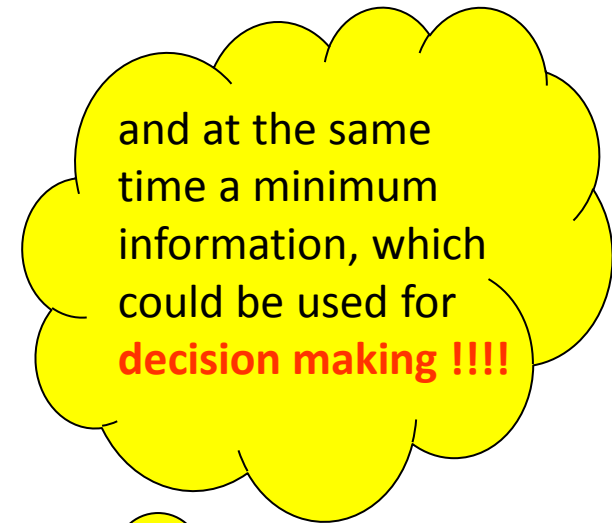 and at the same
time a minimum
information, which
could be used for
decision making !!!!